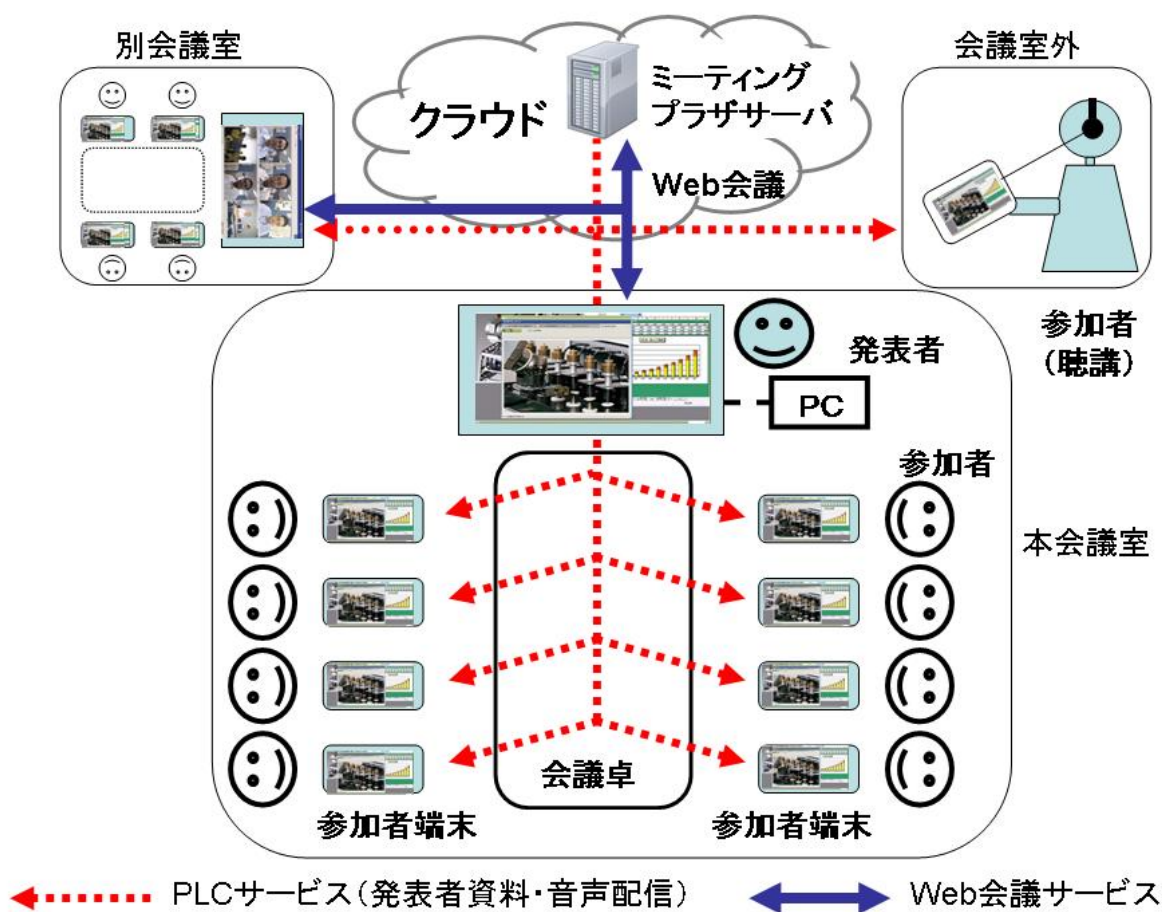 別会議室
クラウド
ミーティング
プラザサーバ
会議室外
Web会議
参加者
(聴講)
発表者
PC
参加者
本会議室
会議卓
参加者端末
参加者端末
PLCサービス(発表者資料・音声配信)
Web会議サービス